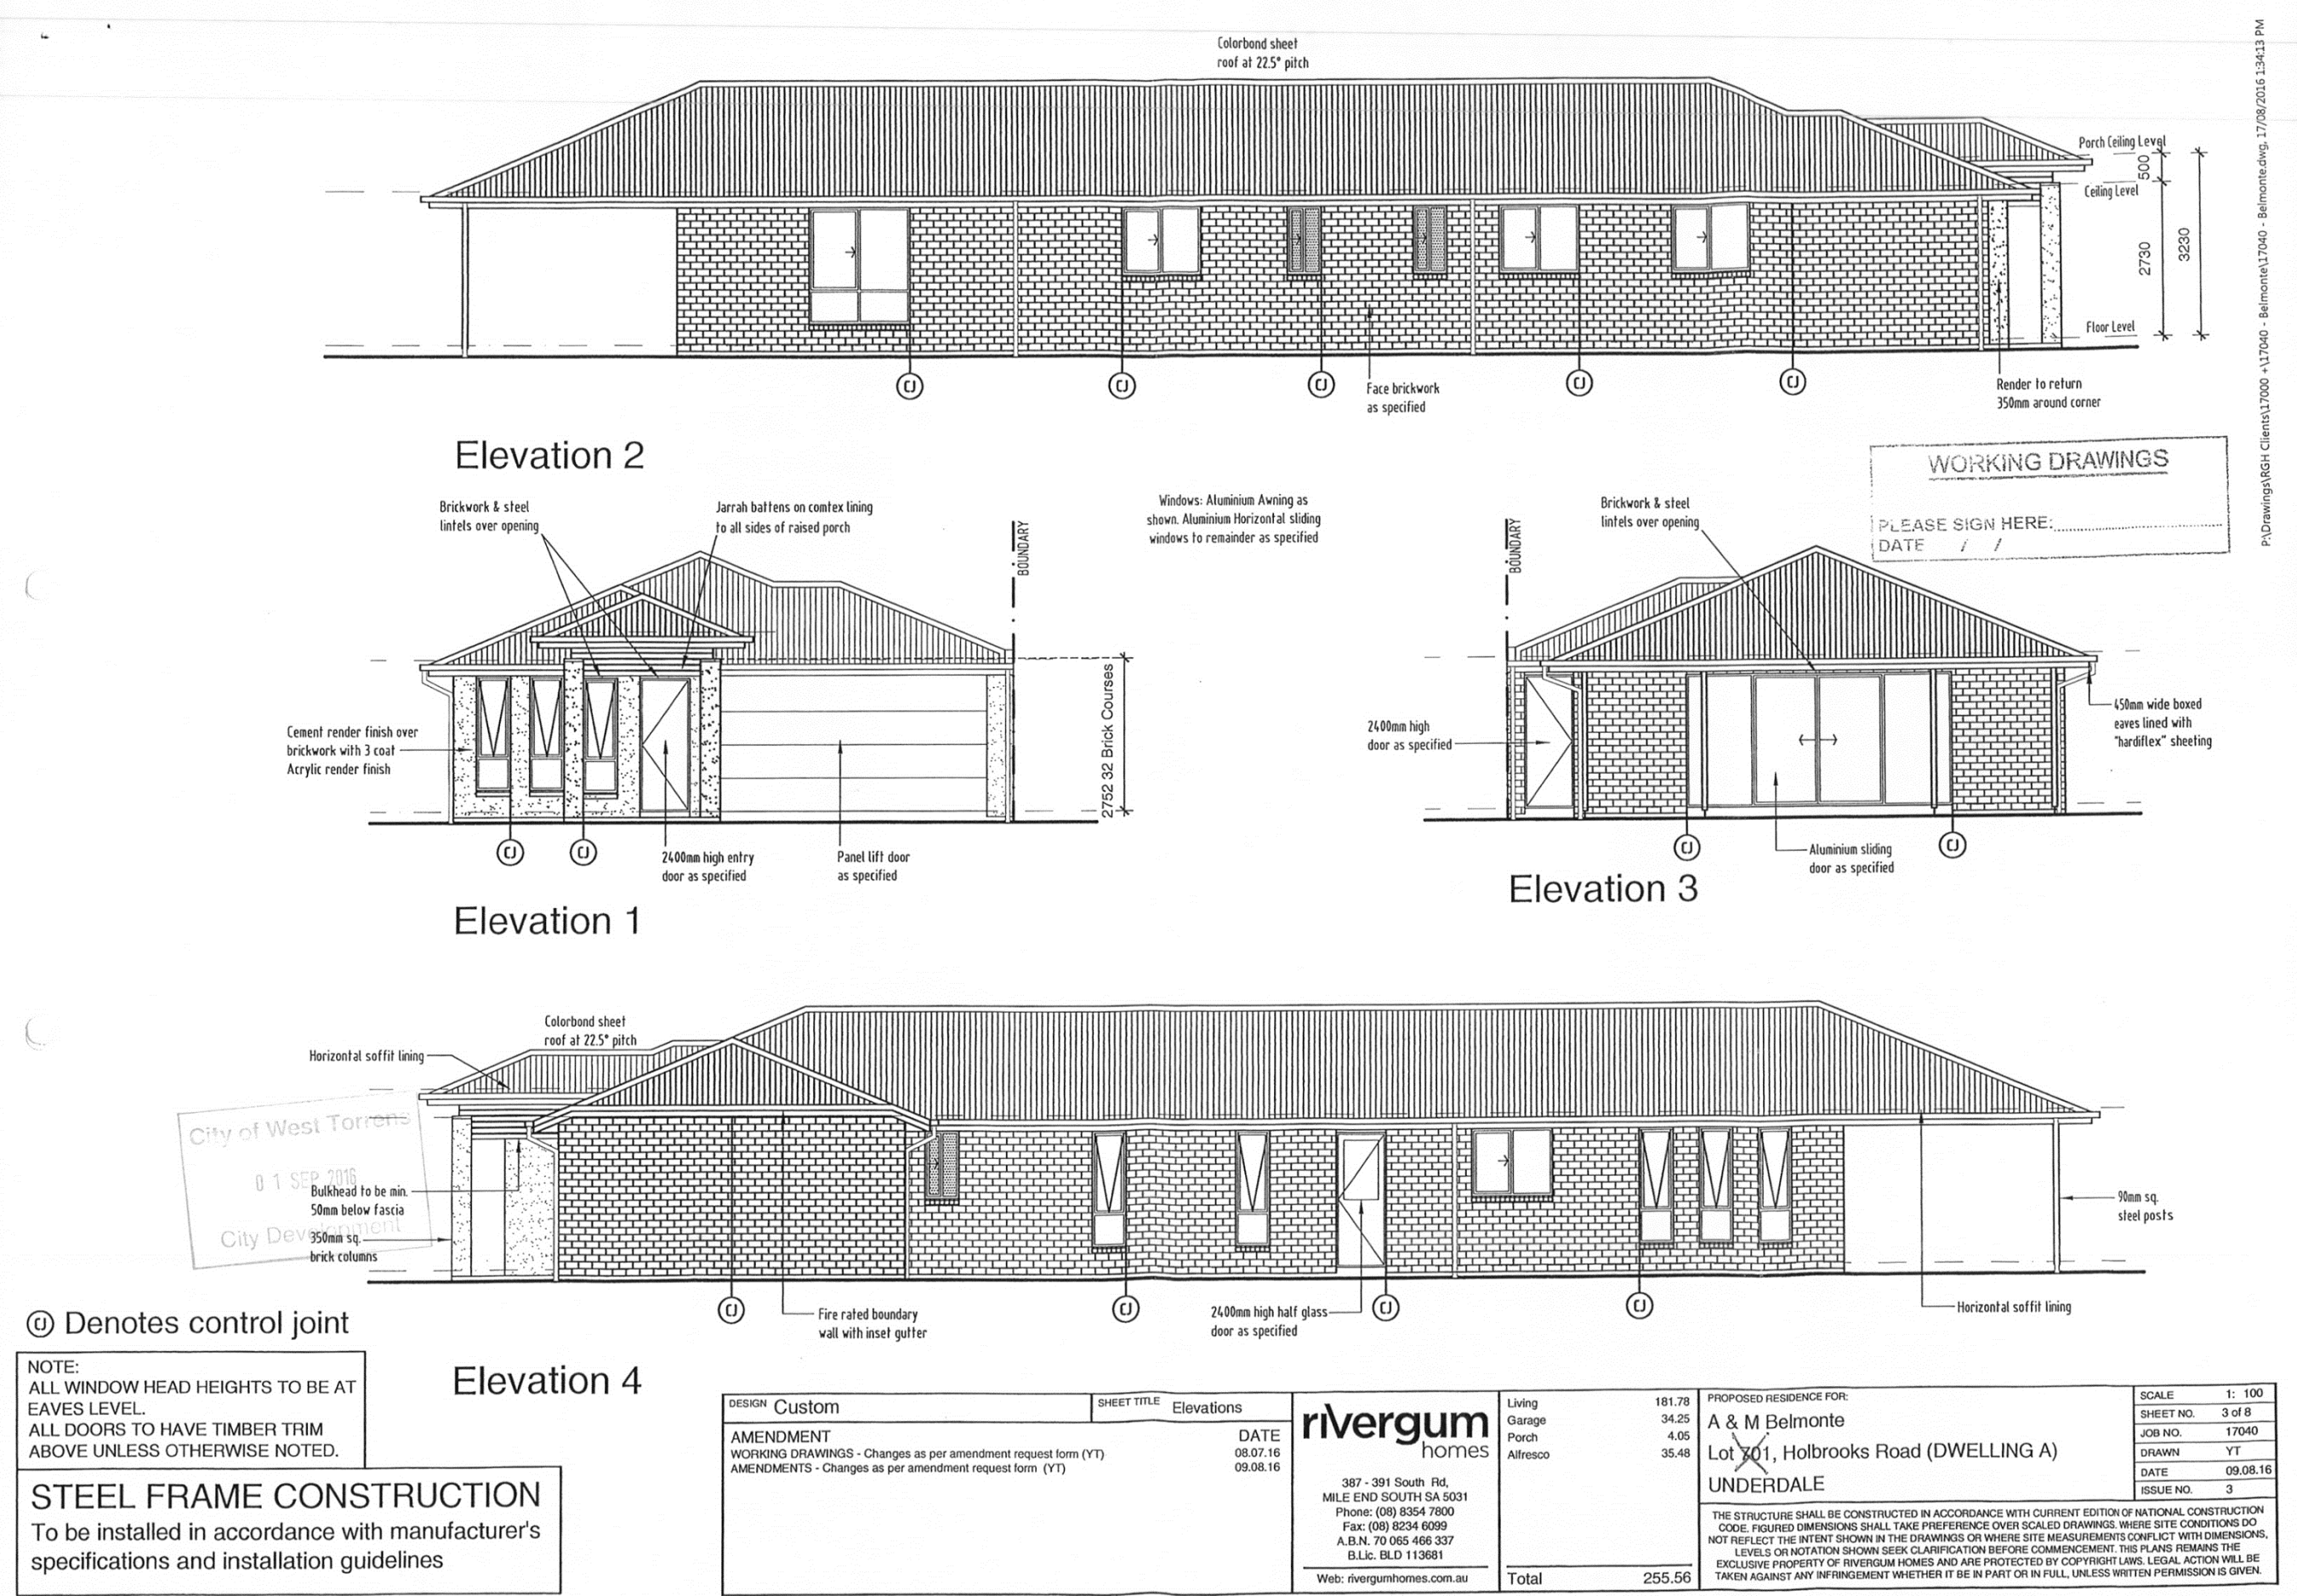 Colorbond sheet
roof at 22.5° pitch
Porch Ceiling Level
500
Ceiling Level
2730
3230
Floor Level
CJ
CJ
CJ
CJ
CJ
Face brickwork
as specified
Render to return
350mm around corner
P:\Drawings\RGH Clients\17000 +\17040 - Belmonte\17040 - Belmonte.dwg, 17/08/2016 1:34:13 PM
Elevation 2
WORKING DRAWINGS
PLEASE SIGN HERE:
DATE / /
Brickwork & steel
lintels over opening
Jarrah battens on comtex lining
to all sides of raised porch
Windows: Aluminium Awning as
shown. Aluminium Horizontal sliding
windows to remainder as specified
BOUNDARY
Cement render finish over
brickwork with 3 coat
Acrylic render finish
2752 32 Brick Courses
CJ
CJ
2400mm high entry
door as specified
Panel lift door
as specified
Elevation 1
BOUNDARY
Brickwork & steel
lintels over opening
2400mm high
door as specified
450mm wide boxed
eaves lined with
"hardiflex" sheeting
CJ
CJ
Aluminium sliding
door as specified
Elevation 3
Colorbond sheet
roof at 22.5° pitch
Horizontal soffit lining
City of West Torrens
01 SEP 2016
City Development
Bulkhead to be min.
50mm below fascia
350mm sq.
brick columns
90mm sq.
steel posts
CJ
CJ
CJ
CJ
Fire rated boundary
wall with inset gutter
2400mm high half glass
door as specified
Horizontal soffit lining
Elevation 4
CJ Denotes control joint
NOTE:
ALL WINDOW HEAD HEIGHTS TO BE AT
EAVES LEVEL.
ALL DOORS TO HAVE TIMBER TRIM
ABOVE UNLESS OTHERWISE NOTED.
STEEL FRAME CONSTRUCTION
To be installed in accordance with manufacturer's
specifications and installation guidelines
DESIGN Custom
SHEET TITLE Elevations
AMENDMENT DATE
WORKING DRAWINGS - Changes as per amendment request form (YT) 08.07.16
AMENDMENTS - Changes as per amendment request form (YT) 09.08.16
rivergum
homes
387 - 391 South Rd,
MILE END SOUTH SA 5031
Phone: (08) 8354 7800
Fax: (08) 8234 6099
A.B.N. 70 065 466 337
B.Lic. BLD 113681
Web: rivergumhomes.com.au
Living 181.78
Garage 34.25
Porch 4.05
Alfresco 35.48
Total 255.56
PROPOSED RESIDENCE FOR:
A & M Belmonte
Lot 701, Holbrooks Road (DWELLING A)
UNDERDALE
SCALE 1: 100
SHEET NO. 3 of 8
JOB NO. 17040
DRAWN YT
DATE 09.08.16
ISSUE NO. 3
THE STRUCTURE SHALL BE CONSTRUCTED IN ACCORDANCE WITH CURRENT EDITION OF NATIONAL CONSTRUCTION
CODE. FIGURED DIMENSIONS SHALL TAKE PREFERENCE OVER SCALED DRAWINGS. WHERE SITE CONDITIONS DO
NOT REFLECT THE INTENT SHOWN IN THE DRAWINGS OR WHERE SITE MEASUREMENTS CONFLICT WITH DIMENSIONS,
LEVELS OR NOTATION SHOWN SEEK CLARIFICATION BEFORE COMMENCEMENT. THIS PLANS REMAINS THE
EXCLUSIVE PROPERTY OF RIVERGUM HOMES AND ARE PROTECTED BY COPYRIGHT LAWS. LEGAL ACTION WILL BE
TAKEN AGAINST ANY INFRINGEMENT WHETHER IT BE IN PART OR IN FULL, UNLESS WRITTEN PERMISSION IS GIVEN.